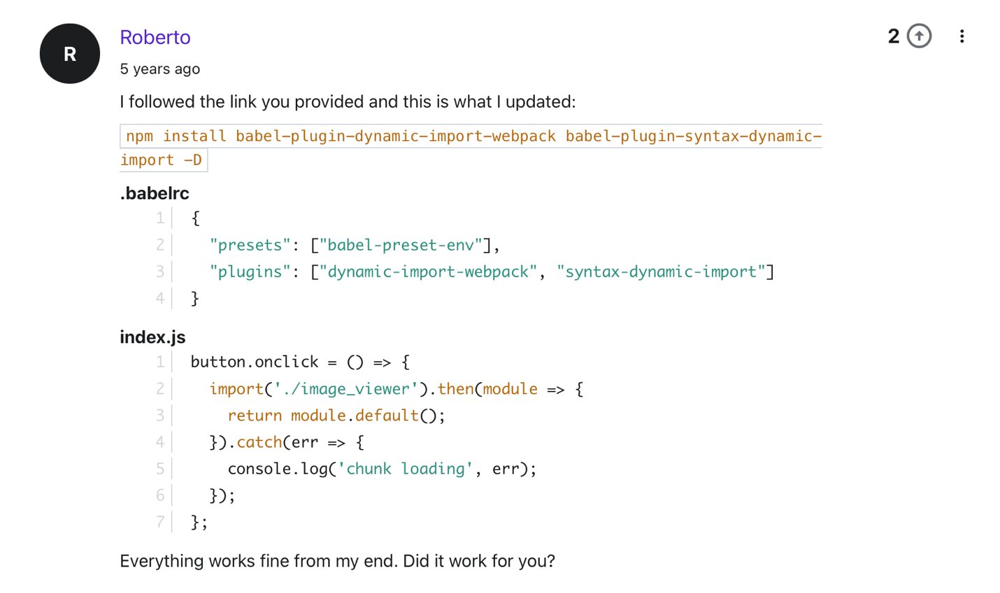 R
Roberto
2
5 years ago
I followed the link you provided and this is what I updated:
npm install babel-plugin-dynamic-import-webpack babel-plugin-syntax-dynamic-
import -D
.babelrc
1 {
2   "presets": ["babel-preset-env"],
3   "plugins": ["dynamic-import-webpack", "syntax-dynamic-import"]
4 }
index.js
1 button.onclick = () => {
2   import('./image_viewer').then(module => {
3     return module.default();
4   }).catch(err => {
5     console.log('chunk loading', err);
6   });
7 };
Everything works fine from my end. Did it work for you?